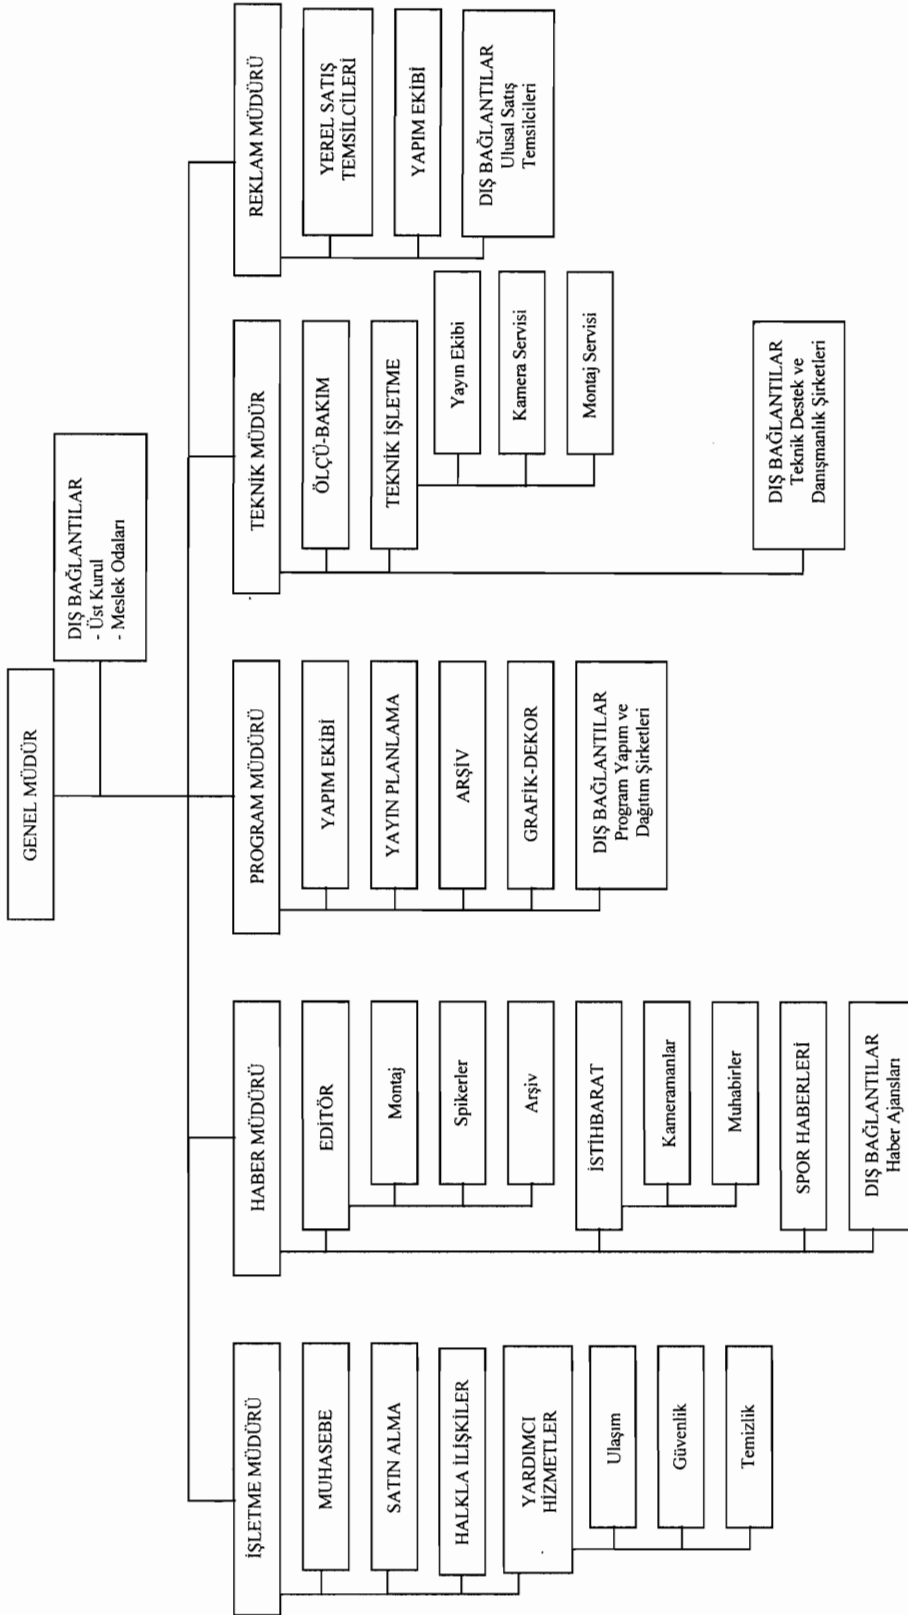 GENEL MÜDÜR
DIŞ BAĞLANTILAR
- Üst Kurul
- Meslek Odaları
İŞLETME MÜDÜRÜ
MUHASEBE
SATIN ALMA
HALKLA İLİŞKİLER
YARDIMCI
HİZMETLER
Ulaşım
Güvenlik
Temizlik
HABER MÜDÜRÜ
EDİTÖR
Montaj
Spikerler
Arşiv
İSTİHBARAT
Kameramanlar
Muhabirler
SPOR HABERLERİ
DIŞ BAĞLANTILAR
Haber Ajansları
PROGRAM MÜDÜRÜ
YAPIM EKİBİ
YAYIN PLANLAMA
ARŞİV
GRAFİK-DEKOR
DIŞ BAĞLANTILAR
Program Yapım ve
Dağıtım Şirketleri
TEKNİK MÜDÜR
ÖLÇÜ-BAKIM
TEKNİK İŞLETME
Yayın Ekibi
Kamera Servisi
Montaj Servisi
DIŞ BAĞLANTILAR
Teknik Destek ve
Danışmanlık Şirketleri
REKLAM MÜDÜRÜ
YEREL SATIŞ
TEMSİLCİLERİ
YAPIM EKİBİ
DIŞ BAĞLANTILAR
Ulusal Satış
Temsilcileri